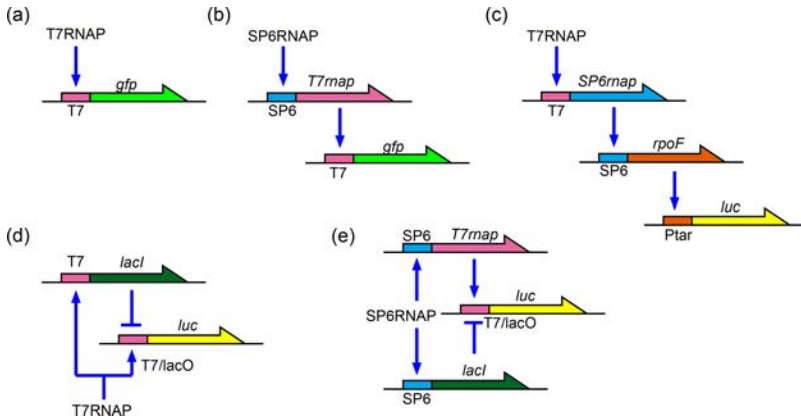 (a)
T7RNAP
gfp
T7
(b)
SP6RNAP
T7rnap
SP6
gfp
T7
(c)
T7RNAP
SP6rnap
T7
rpoF
SP6
luc
Ptar
(d)
T7
lacI
luc
T7/lacO
T7RNAP
(e)
SP6
T7rnap
luc
SP6RNAP
T7/lacO
lacI
SP6